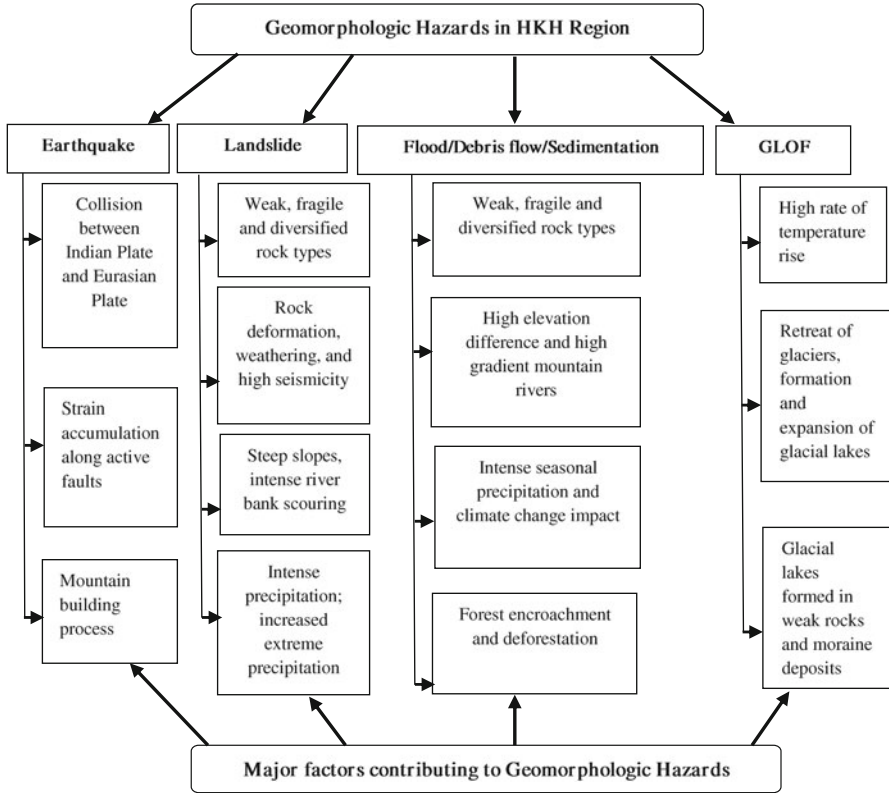 Geomorphologic Hazards in HKH Region
Earthquake
Collision
between
Indian Plate
and Eurasian
Plate
Strain
accumulation
along active
faults
Mountain
building
process
Landslide
Weak, fragile
and diversified
rock types
Rock
deformation,
weathering, and
high seismicity
Steep slopes,
intense river
bank scouring
Intense
precipitation;
increased
extreme
precipitation
Flood/Debris flow/Sedimentation
Weak, fragile and
diversified rock types
High elevation
difference and high
gradient mountain
rivers
Intense seasonal
precipitation and
climate change impact
Forest encroachment
and deforestation
GLOF
High rate of
temperature
rise
Retreat of
glaciers,
formation
and
expansion of
glacial lakes
Glacial
lakes
formed in
weak rocks
and moraine
deposits
Major factors contributing to Geomorphologic Hazards